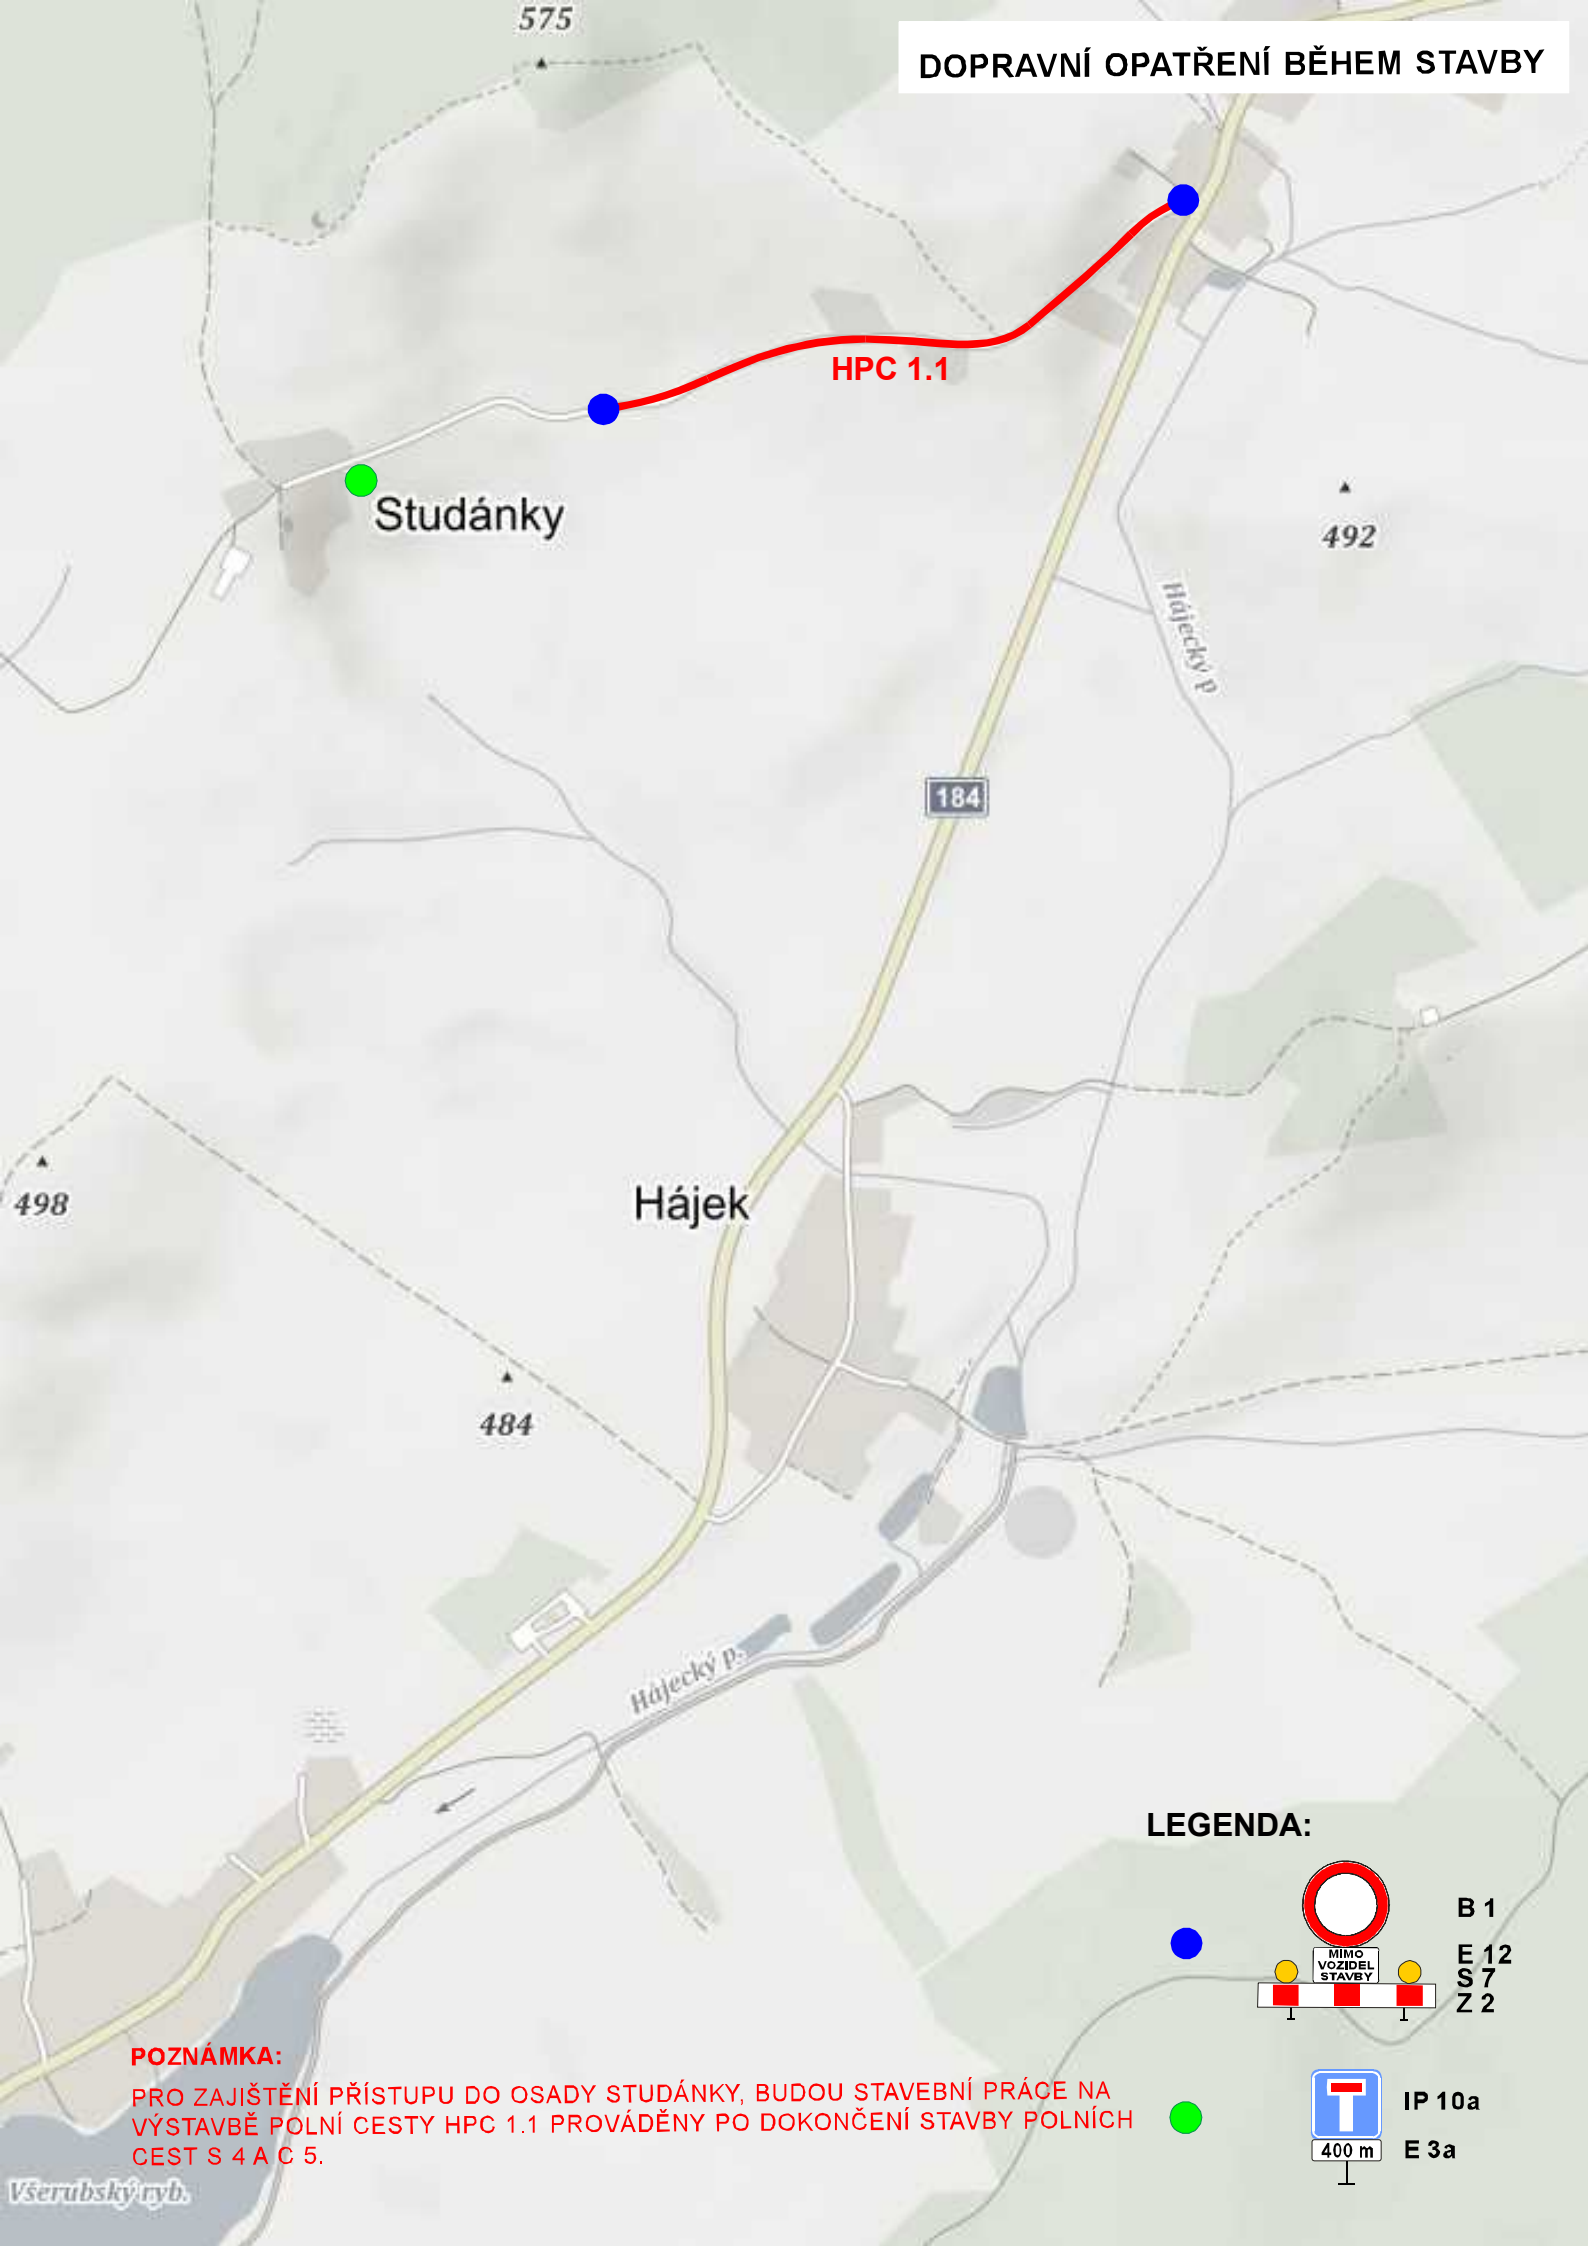 575
DOPRAVNÍ OPATŘENÍ BĚHEM STAVBY
HPC 1.1
Studánky
492
Hájecký p
184
498
Hájek
484
Hájecký p.
LEGENDA:
B 1
MIMO
VOZIDEL
STAVBY
E 12
S 7
Z 2
POZNÁMKA:
PRO ZAJIŠTĚNÍ PŘÍSTUPU DO OSADY STUDÁNKY, BUDOU STAVEBNÍ PRÁCE NA
VÝSTAVBĚ POLNÍ CESTY HPC 1.1 PROVÁDĚNY PO DOKONČENÍ STAVBY POLNÍCH
CEST S 4 A C 5.
IP 10a
400 m
E 3a
Všerubský ryb.